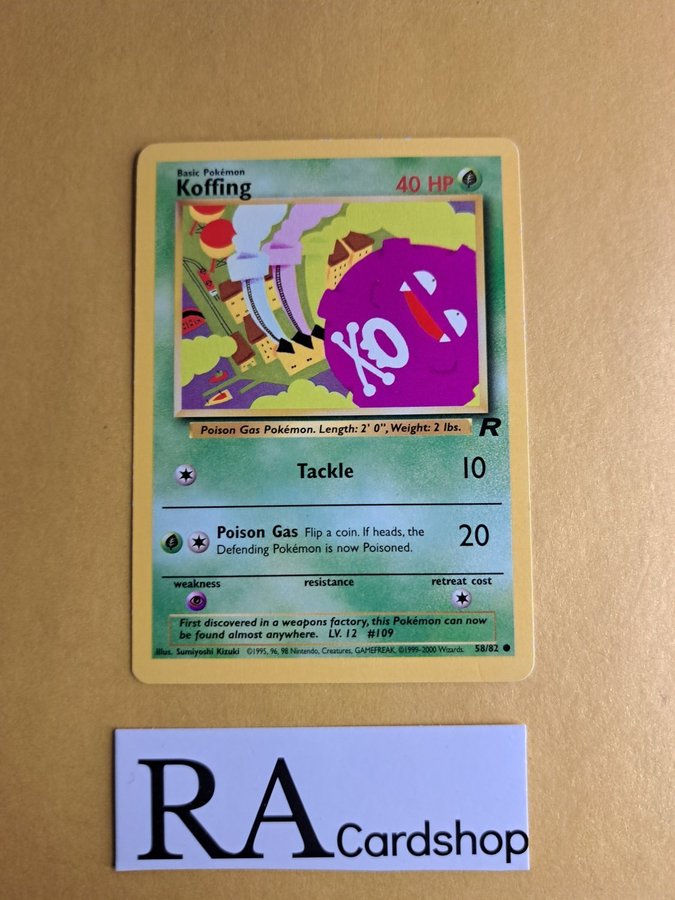 Basic Pokémon
Koffing
40 HP
Poison Gas Pokémon. Length: 2' 0", Weight: 2 lbs.
R
Tackle 10
Poison Gas Flip a coin. If heads, the
Defending Pokémon is now Poisoned.
20
weakness resistance retreat cost
First discovered in a weapons factory, this Pokémon can now
be found almost anywhere. LV. 12 #109
Illus. Sumiyoshi Kizuki ©1995, 96, 98 Nintendo, Creatures, GAMEFREAK. ©1999-2000 Wizards. 58/82
RA Cardshop